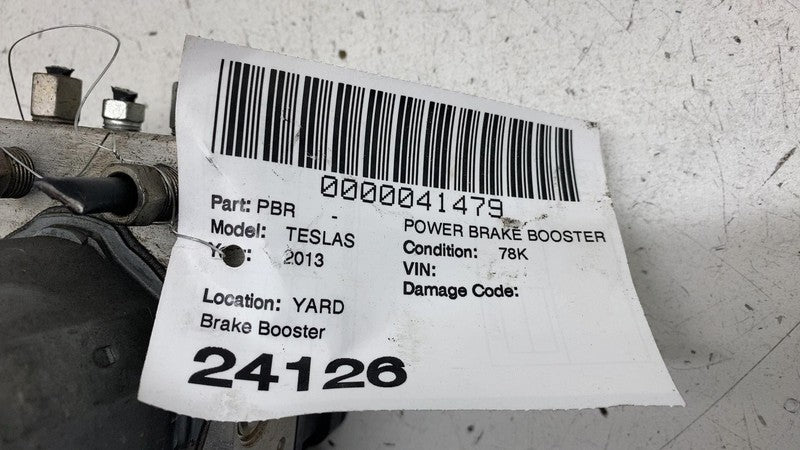 0000041479
Part: PBR - POWER BRAKE BOOSTER
Model: TESLAS Condition: 78K
2013 VIN:
Damage Code:
Location: YARD
Brake Booster
24126